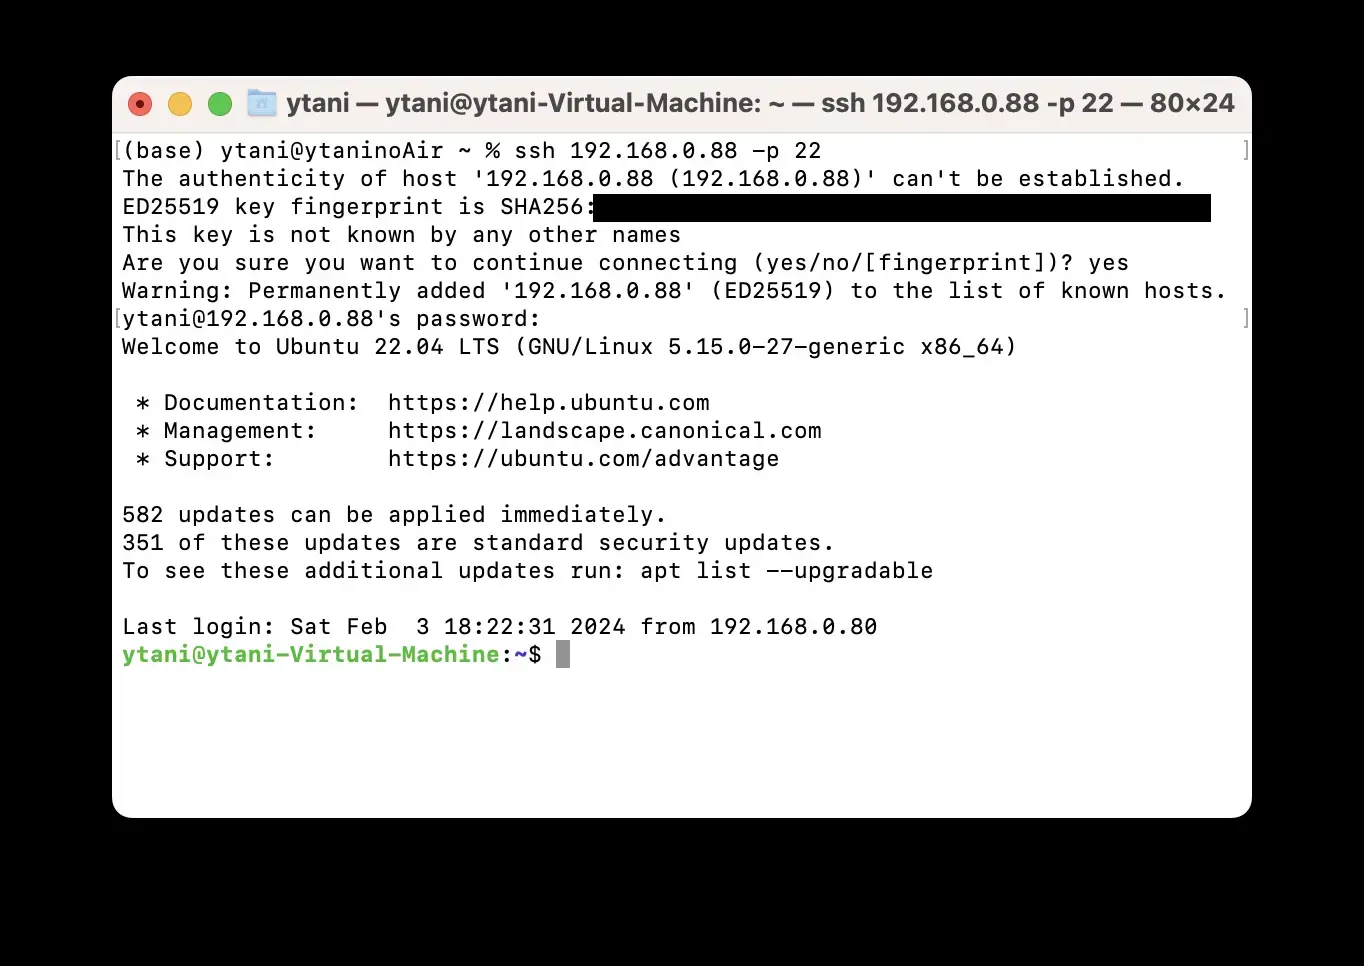 ytani — ytani@ytani-Virtual-Machine: ~ — ssh 192.168.0.88 -p 22 — 80×24
[(base) ytani@ytaninoAir ~ % ssh 192.168.0.88 -p 22 ]
The authenticity of host '192.168.0.88 (192.168.0.88)' can't be established.
ED25519 key fingerprint is SHA256:
This key is not known by any other names
Are you sure you want to continue connecting (yes/no/[fingerprint])? yes
Warning: Permanently added '192.168.0.88' (ED25519) to the list of known hosts.
[ytani@192.168.0.88's password: ]
Welcome to Ubuntu 22.04 LTS (GNU/Linux 5.15.0-27-generic x86_64)
* Documentation: https://help.ubuntu.com
* Management: https://landscape.canonical.com
* Support: https://ubuntu.com/advantage
582 updates can be applied immediately.
351 of these updates are standard security updates.
To see these additional updates run: apt list --upgradable
Last login: Sat Feb 3 18:22:31 2024 from 192.168.0.80
ytani@ytani-Virtual-Machine:~$